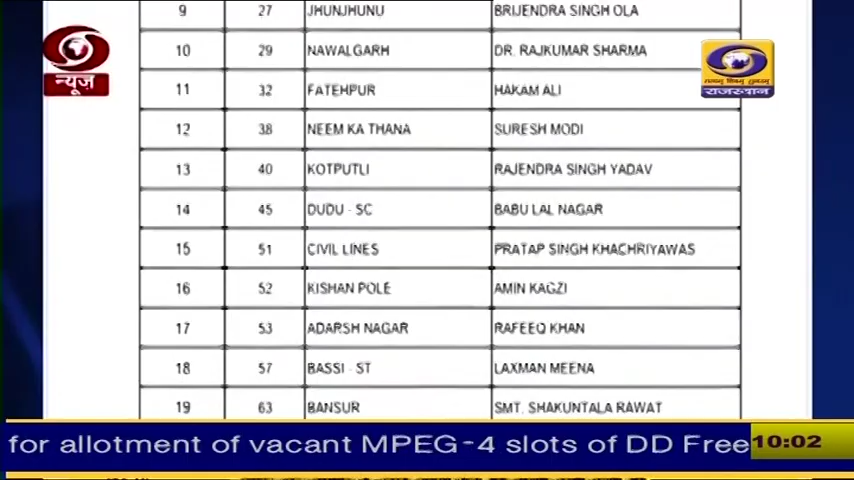 9 27 JHUNJHUNU BRIJENDRA SINGH OLA
10 29 NAWALGARH DR. RAJKUMAR SHARMA
न्यूज़
राजस्थान
11 32 FATEHPUR HAKAM ALI
12 38 NEEM KA THANA SURESH MODI
13 40 KOTPUTLI RAJENDRA SINGH YADAV
14 45 DUDU - SC BABU LAL NAGAR
15 51 CIVIL LINES PRATAP SINGH KHACHRIYAWAS
16 52 KISHAN POLE AMIN KAGZI
17 53 ADARSH NAGAR RAFEEQ KHAN
18 57 BASSI - ST LAXMAN MEENA
19 63 BANSUR SMT. SHAKUNTALA RAWAT
for allotment of vacant MPEG-4 slots of DD Free 10:02